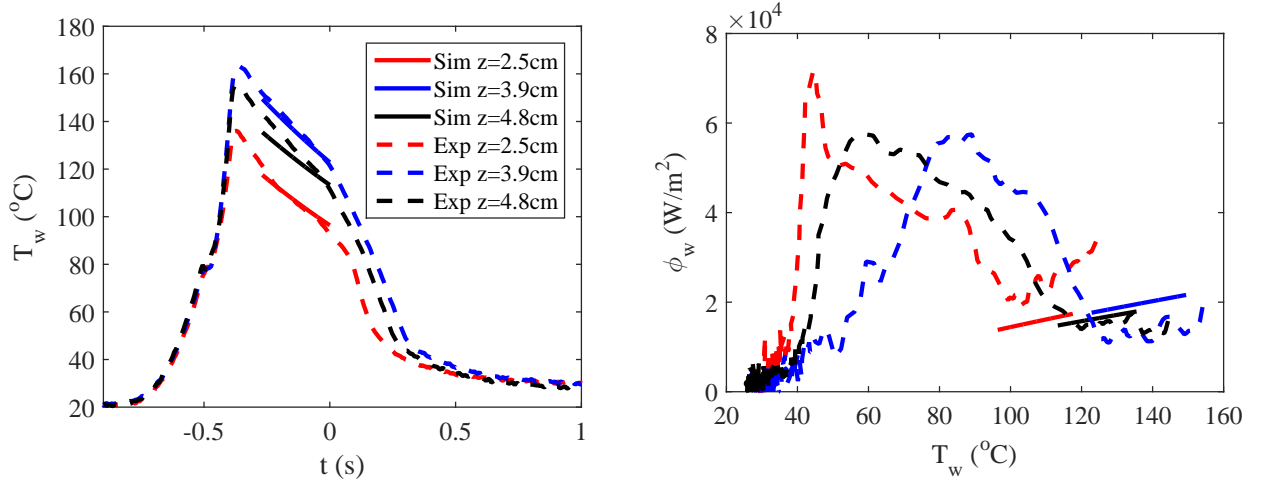 180
160
140
120
100
80
60
40
20
T_w (°C)
-0.5
0
0.5
1
t (s)
Sim z=2.5cm
Sim z=3.9cm
Sim z=4.8cm
Exp z=2.5cm
Exp z=3.9cm
Exp z=4.8cm
×10⁴
8
6
4
2
0
ϕ_w (W/m²)
20
40
60
80
100
120
140
160
T_w (°C)